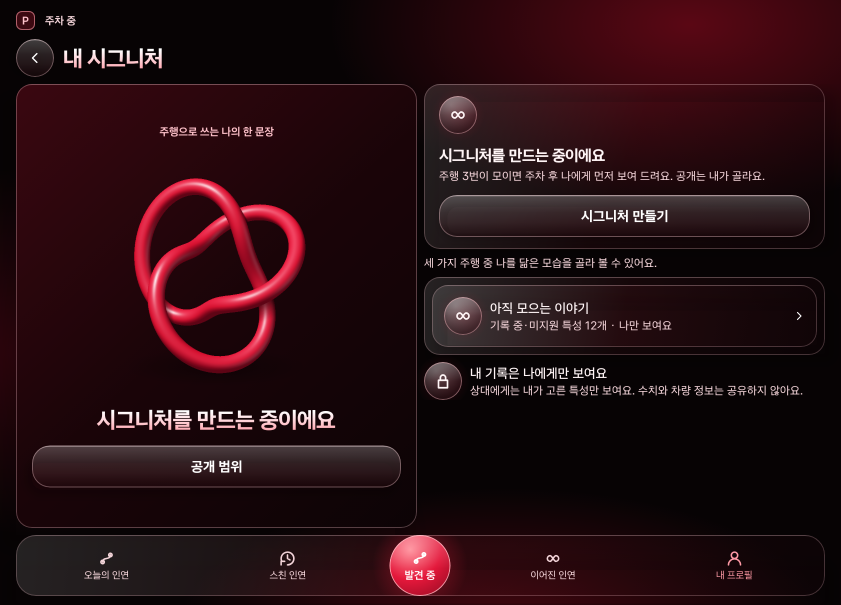 P 주차 중
내 시그니처
주행으로 쓰는 나의 한 문장
시그니처를 만드는 중이에요
공개 범위
시그니처를 만드는 중이에요
주행 3번이 모이면 주차 후 나에게 먼저 보여 드려요. 공개는 내가 골라요.
시그니처 만들기
세 가지 주행 중 나를 닮은 모습을 골라 볼 수 있어요.
아직 모으는 이야기
기록 중·미지원 특성 12개 · 나만 보여요
내 기록은 나에게만 보여요
상대에게는 내가 고른 특성만 보여요. 수치와 차량 정보는 공유하지 않아요.
오늘의 인연
스친 인연
발견 중
이어진 인연
내 프로필